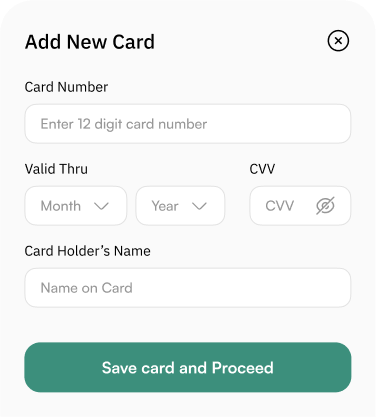 Add New Card
Card Number
Enter 12 digit card number
Valid Thru
CVV
Month
Year
CVV
Card Holder’s Name
Name on Card
Save card and Proceed